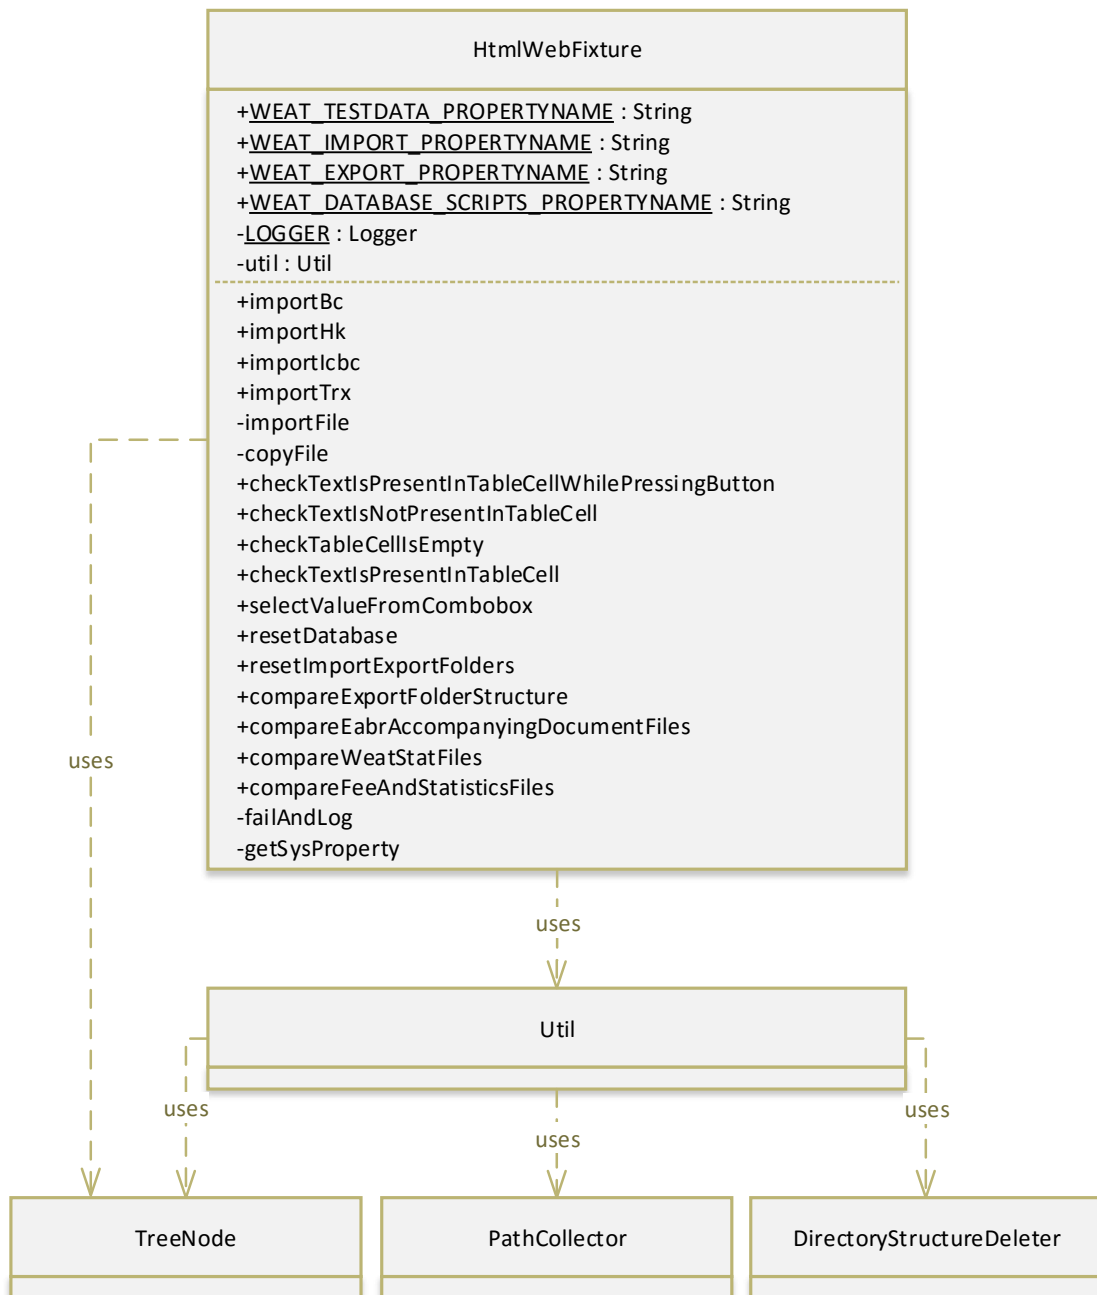 HtmlWebFixture
+WEAT_TESTDATA_PROPERTYNAME : String
+WEAT_IMPORT_PROPERTYNAME : String
+WEAT_EXPORT_PROPERTYNAME : String
+WEAT_DATABASE_SCRIPTS_PROPERTYNAME : String
-LOGGER : Logger
-util : Util
+importBc
+importHk
+importIcbc
+importTrx
-importFile
-copyFile
+checkTextIsPresentInTableCellWhilePressingButton
+checkTextIsNotPresentInTableCell
+checkTableCellIsEmpty
+checkTextIsPresentInTableCell
+selectValueFromCombobox
+resetDatabase
+resetImportExportFolders
+compareExportFolderStructure
+compareEabrAccompanyingDocumentFiles
+compareWeatStatFiles
+compareFeeAndStatisticsFiles
-failAndLog
-getSysProperty
uses
uses
Util
uses
uses
uses
TreeNode
PathCollector
DirectoryStructureDeleter